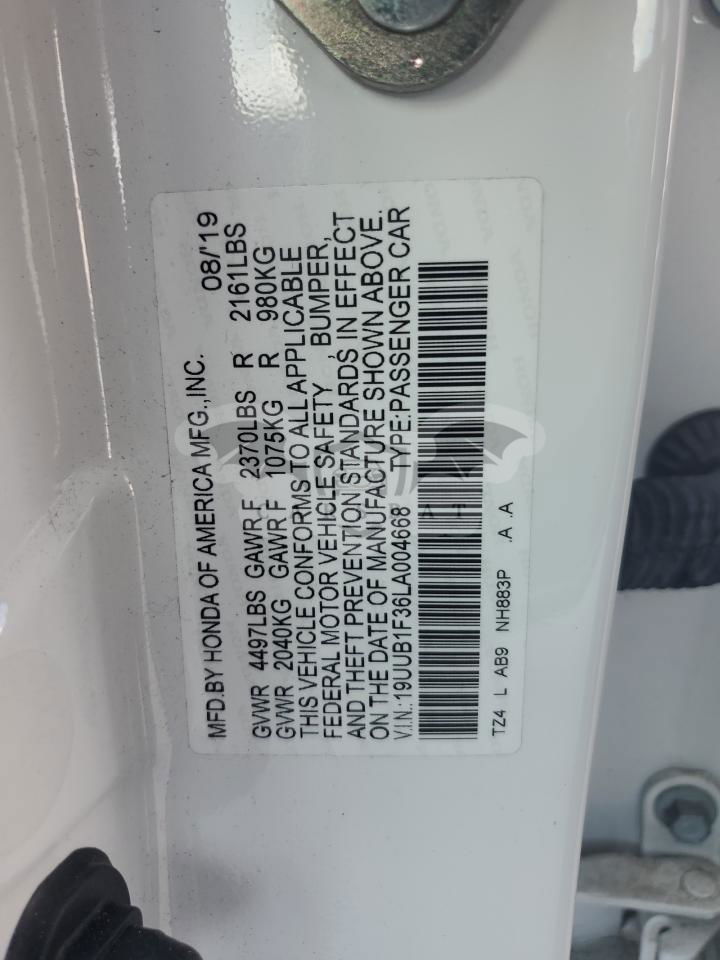 MFD.BY HONDA OF AMERICA MFG.,INC. 08/'19
GVWR 4497LBS GAWR F 2370LBS R 2161LBS
GVWR 2040KG GAWR F 1075KG R 980KG
THIS VEHICLE CONFORMS TO ALL APPLICABLE
FEDERAL MOTOR VEHICLE SAFETY , BUMPER,
AND THEFT PREVENTION STANDARDS IN EFFECT
ON THE DATE OF MANUFACTURE SHOWN ABOVE.
V.I.N.:19UUB1F36LA004668 TYPE:PASSENGER CAR
TZ4 L AB9 NH883P .A .A